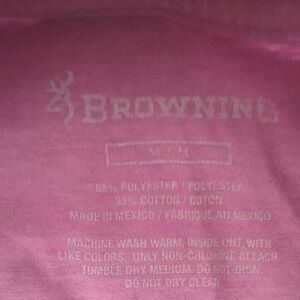 BROWNING
M / M
65% POLYESTER / POLYESTER
35% COTTON / COTON
MADE IN MEXICO / FABRIQUE AU MEXICO
MACHINE WASH WARM, INSIDE OUT, WITH
LIKE COLORS. ONLY NON-CHLORINE BLEACH
TUMBLE DRY MEDIUM. DO NOT IRON.
DO NOT DRY CLEAN